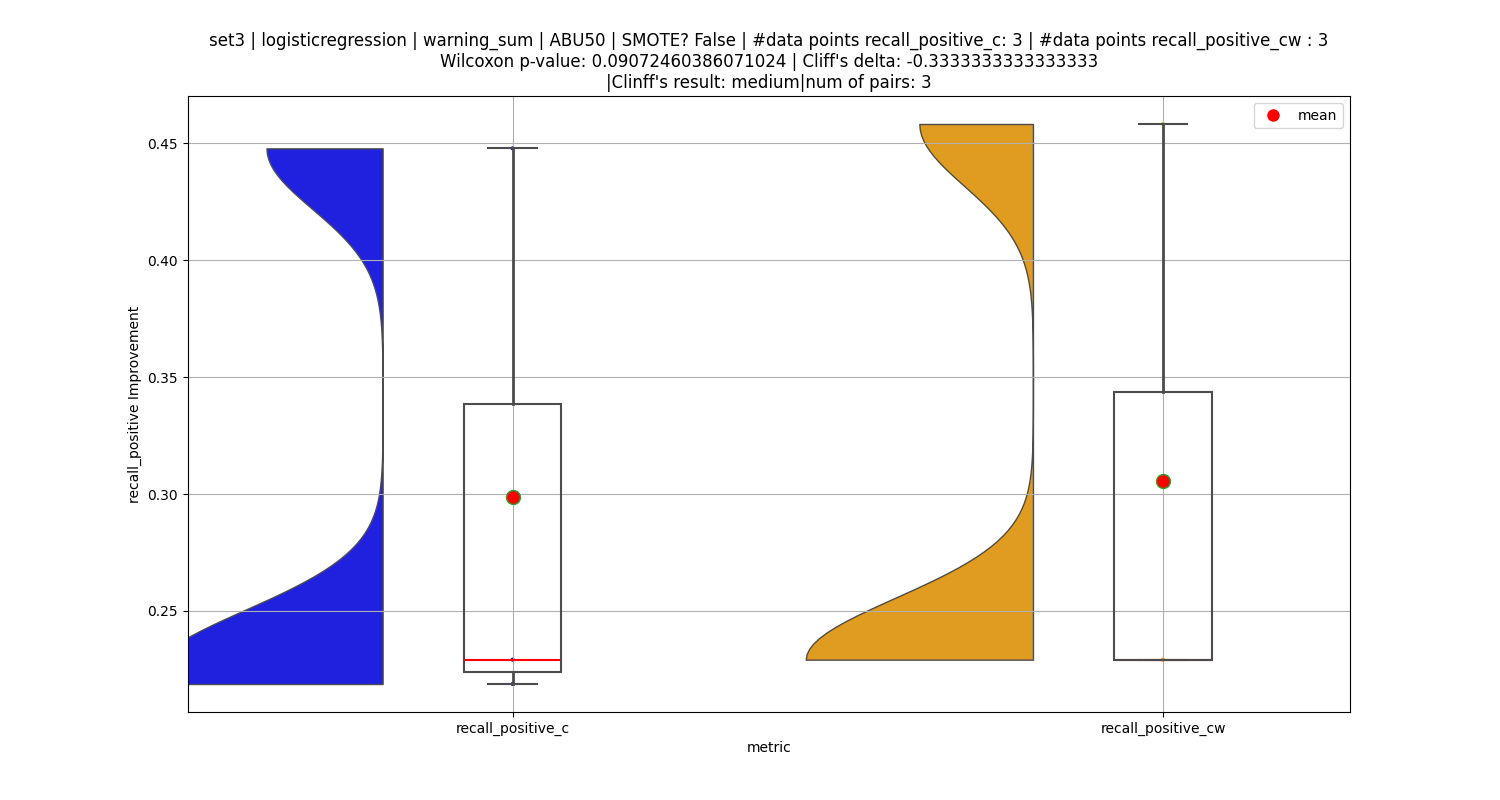 set3 | logisticregression | warning_sum | ABU50 | SMOTE? False | #data points recall_positive_c: 3 | #data points recall_positive_cw : 3
Wilcoxon p-value: 0.09072460386071024 | Cliff's delta: -0.3333333333333333
|Clinff's result: medium|num of pairs: 3
mean
0.45
0.40
0.35
0.30
0.25
recall_positive Improvement
recall_positive_c
recall_positive_cw
metric